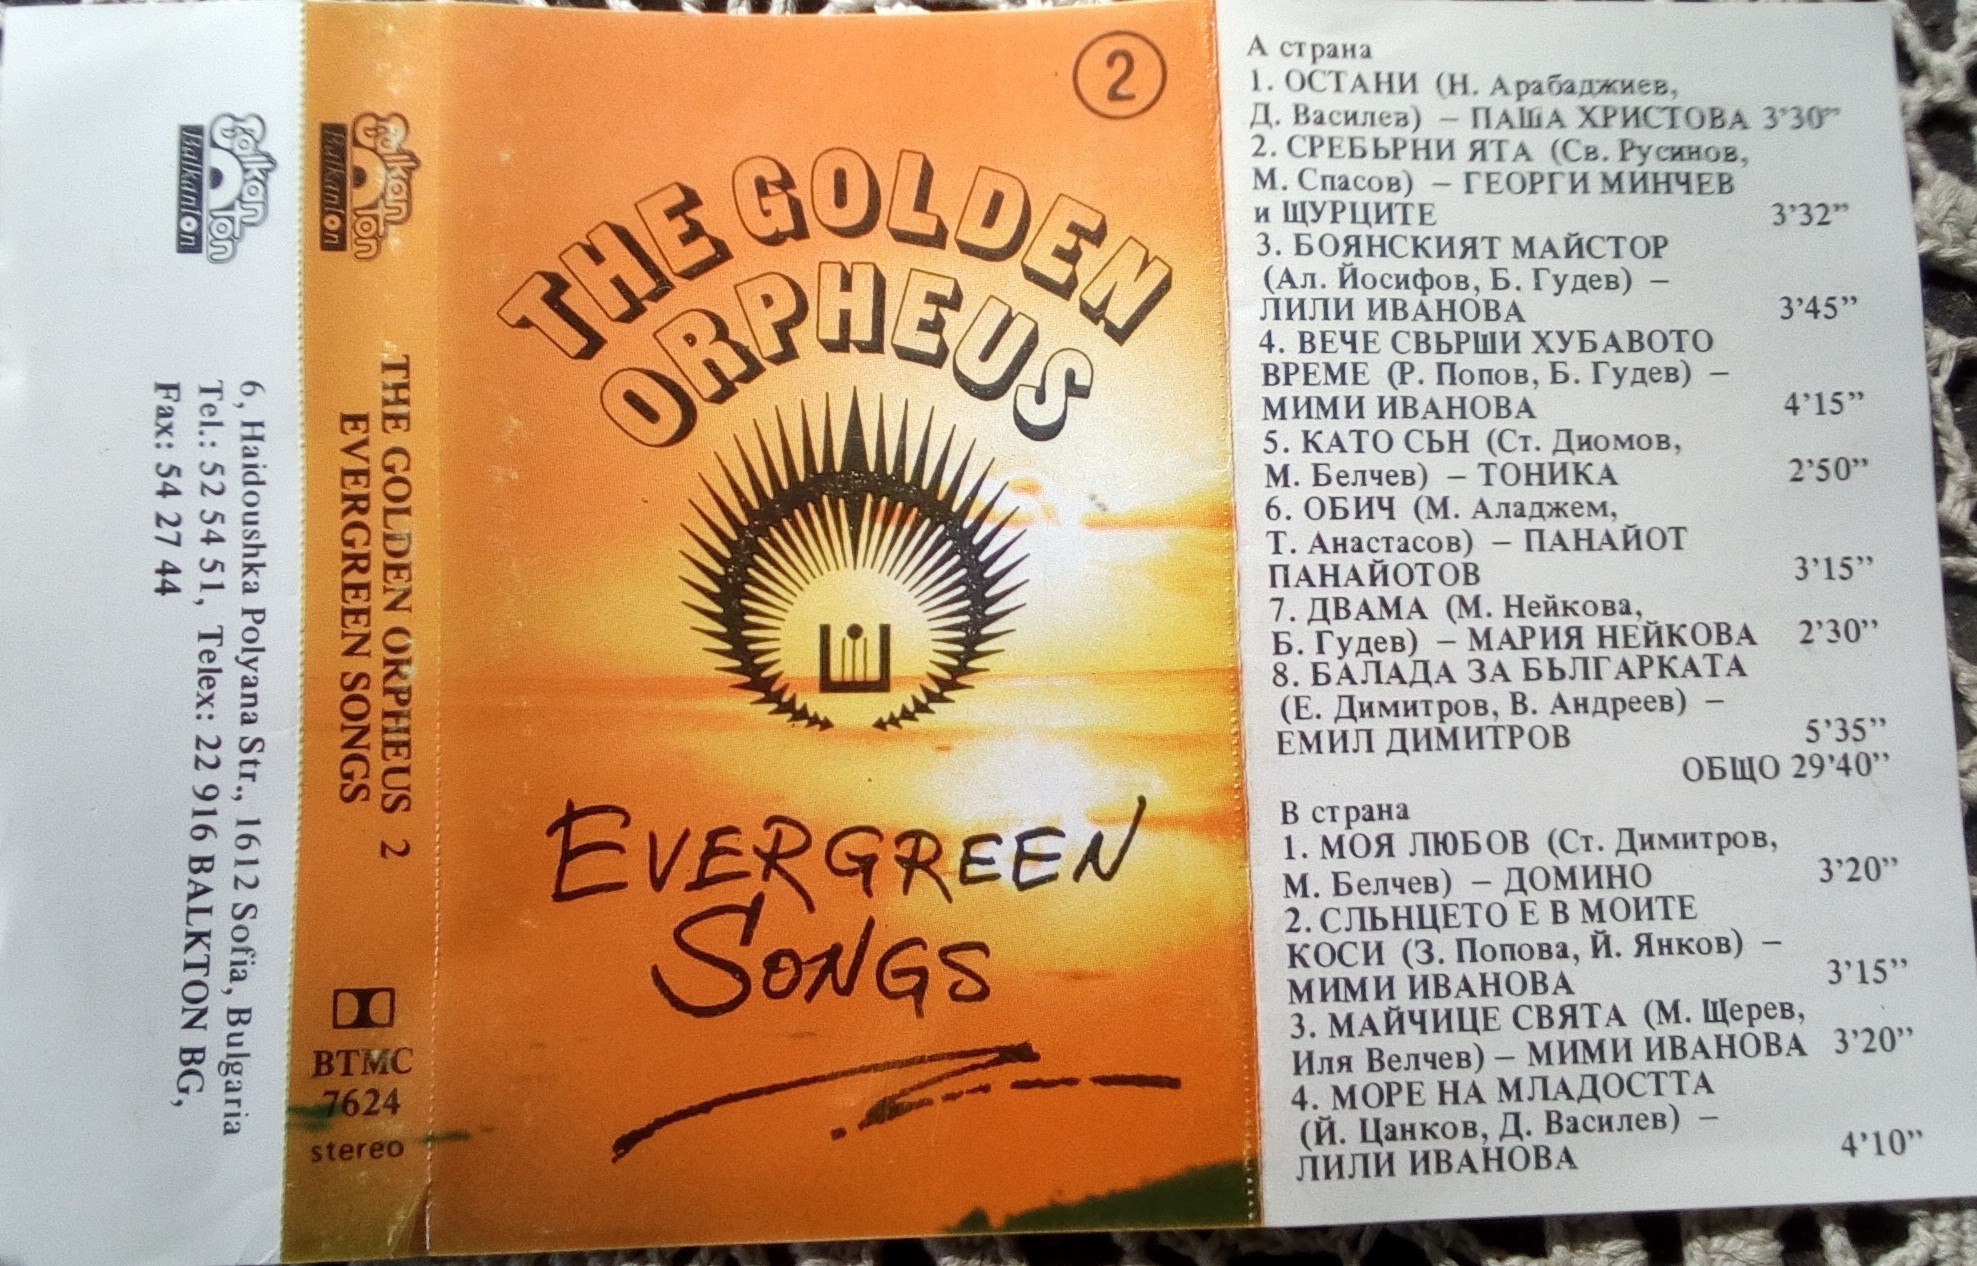 Balkan
Ton
Balkanton
6, Haidoushka Polyana Str., 1612 Sofia, Bulgaria
Tel.: 52 54 51, Telex: 22 916 BALKTON BG,
Fax: 54 27 44
Balkan
Ton
Balkanton
THE GOLDEN ORPHEUS 2
EVERGREEN SONGS
BTMC
7624
stereo
2
THE GOLDEN
ORPHEUS
EVERGREEN
SONGS
А страна
1. ОСТАНИ (Н. Арабаджиев,
Д. Василев) – ПАША ХРИСТОВА 3’30”
2. СРЕБЪРНИ ЯТА (Св. Русинов,
М. Спасов) – ГЕОРГИ МИНЧЕВ
и ЩУРЦИТЕ 3’32”
3. БОЯНСКИЯТ МАЙСТОР
(Ал. Йосифов, Б. Гудев) –
ЛИЛИ ИВАНОВА 3’45”
4. ВЕЧЕ СВЪРШИ ХУБАВОТО
ВРЕМЕ (Р. Попов, Б. Гудев) –
МИМИ ИВАНОВА 4’15”
5. КАТО СЪН (Ст. Диомов,
М. Белчев) – ТОНИКА 2’50”
6. ОБИЧ (М. Аладжем,
Т. Анастасов) – ПАНАЙОТ
ПАНАЙОТОВ 3’15”
7. ДВАМА (М. Нейкова,
Б. Гудев) – МАРИЯ НЕЙКОВА 2’30”
8. БАЛАДА ЗА БЪЛГАРКАТА
(Е. Димитров, В. Андреев) –
ЕМИЛ ДИМИТРОВ 5’35”
ОБЩО 29’40”
В страна
1. МОЯ ЛЮБОВ (Ст. Димитров,
М. Белчев) – ДОМИНО 3’20”
2. СЛЪНЦЕТО Е В МОИТЕ
КОСИ (З. Попова, Й. Янков) –
МИМИ ИВАНОВА 3’15”
3. МАЙЧИЦЕ СВЯТА (М. Щерев,
Иля Велчев) – МИМИ ИВАНОВА 3’20”
4. МОРЕ НА МЛАДОСТТА
(Й. Цанков, Д. Василев) –
ЛИЛИ ИВАНОВА 4’10”